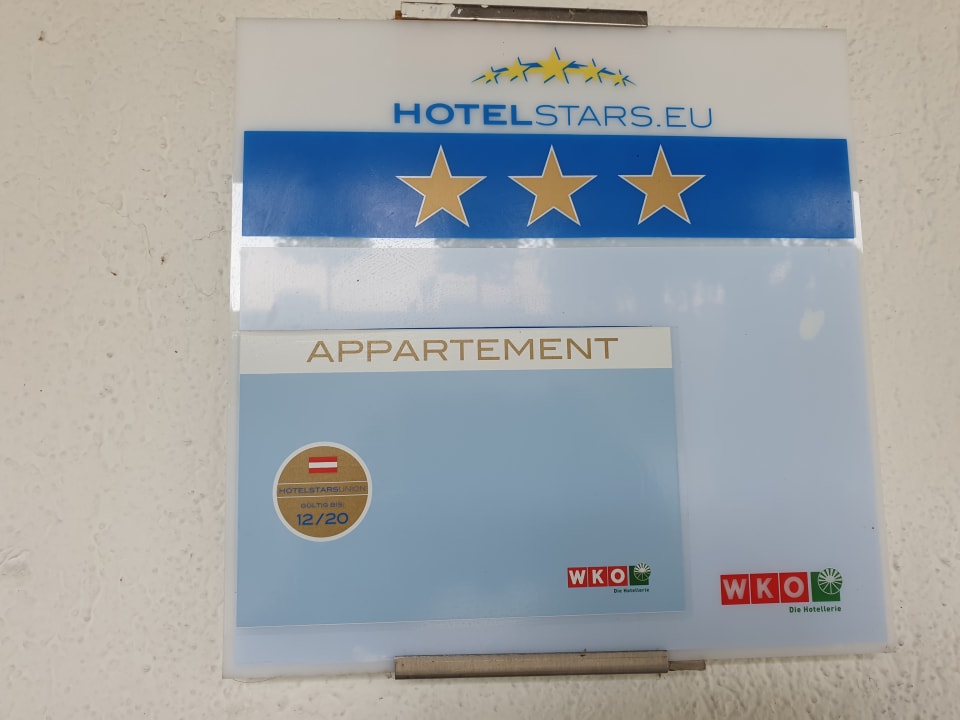 HOTELSTARS.EU
APPARTEMENT
HOTELSTARSUNION
GÜLTIG BIS:
12/20
WKO
Die Hotellerie
WKO
Die Hotellerie